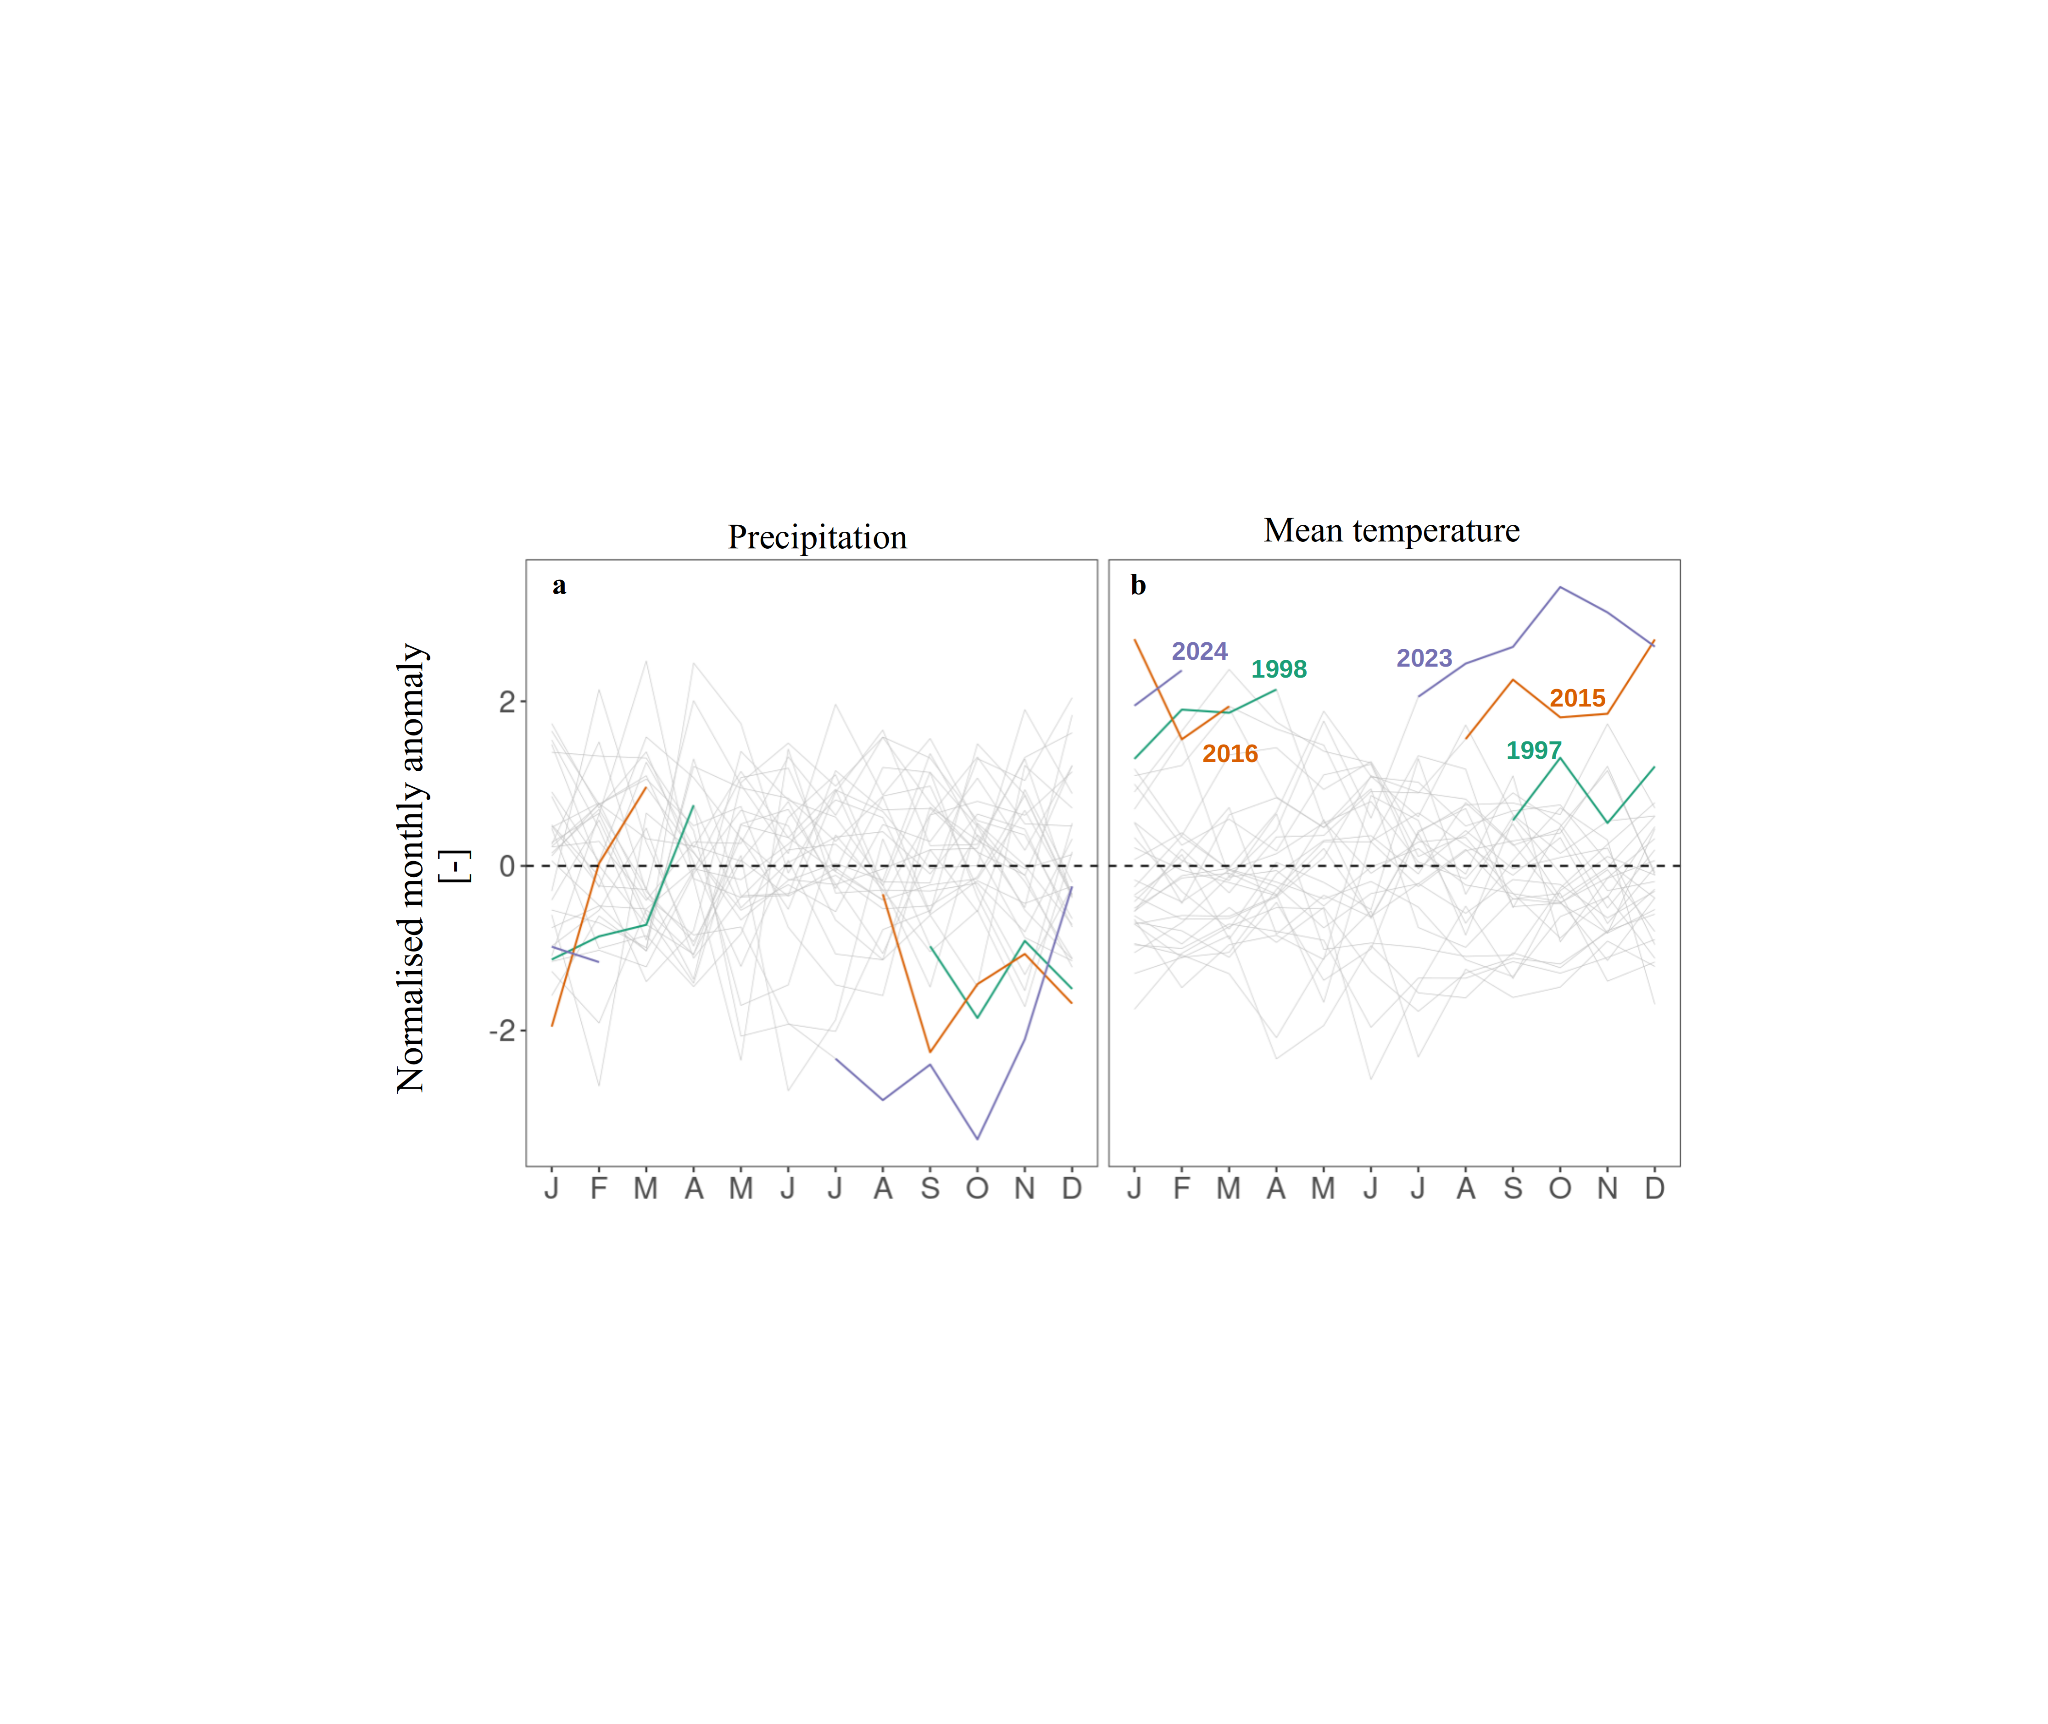 Precipitation
Mean temperature
a
b
Normalised monthly anomaly
[-]
2
0
-2
2024
1998
2016
2023
2015
1997
J F M A M J J A S O N D
J F M A M J J A S O N D